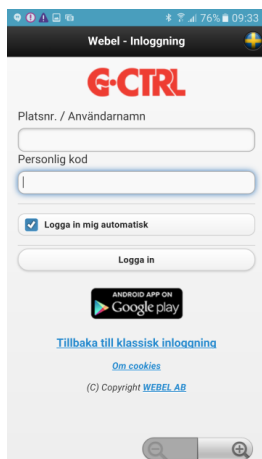 76% 09:33
Webel - Inloggning
G-CTRL
Platsnr. / Användarnamn
Personlig kod
Logga in mig automatisk
Logga in
ANDROID APP ON
Google play
Tillbaka till klassisk inloggning
Om cookies
(C) Copyright WEBEL AB